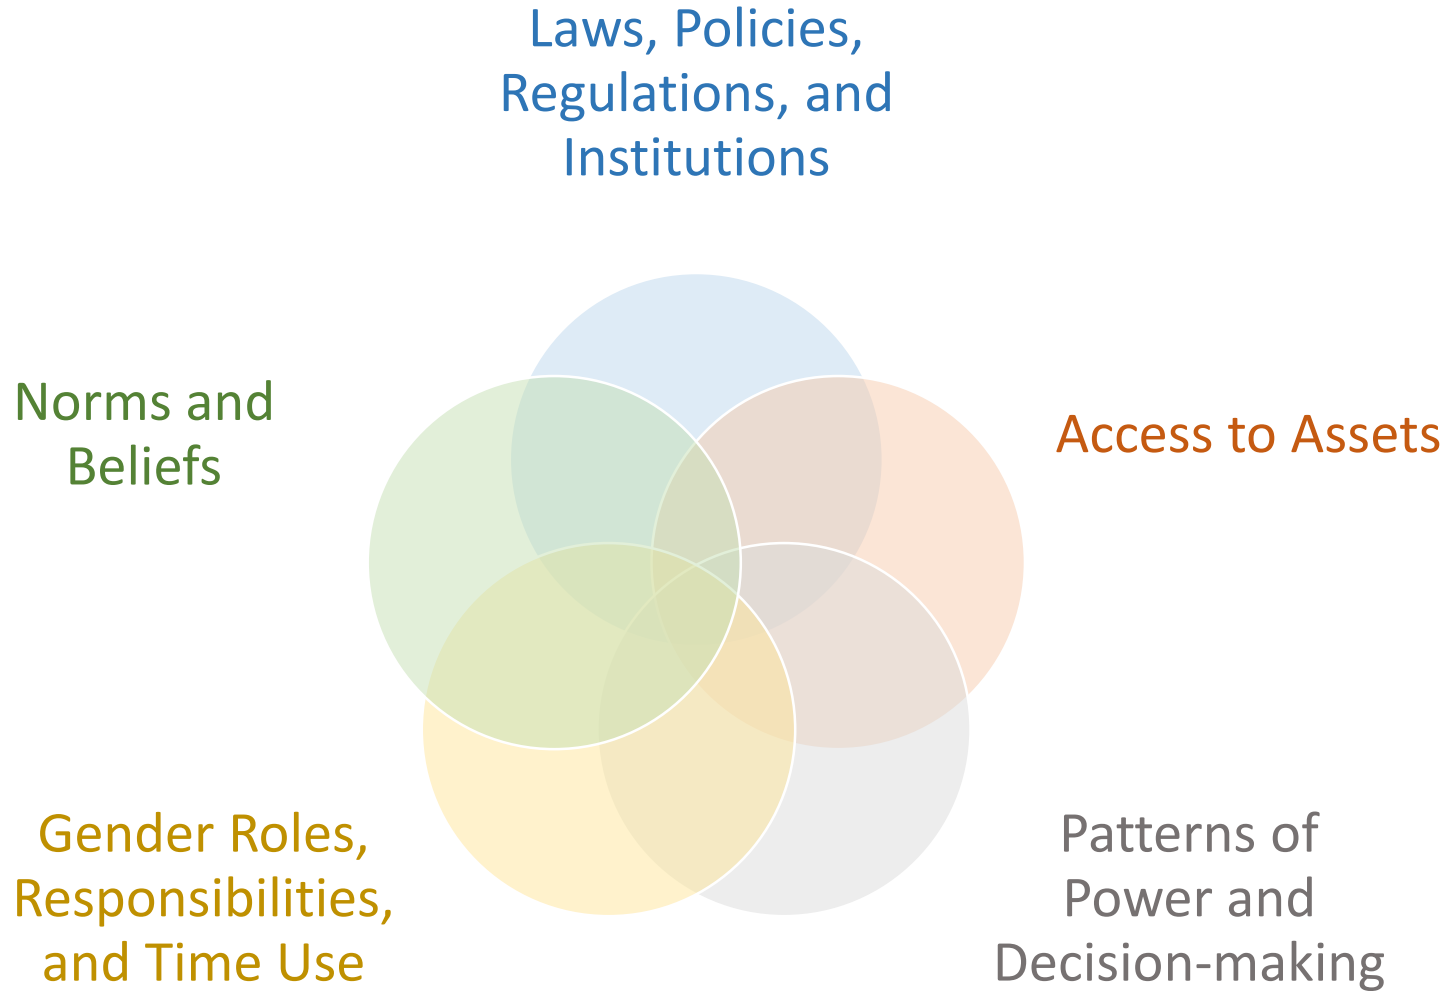 Laws, Policies,
Regulations, and
Institutions
Norms and
Beliefs
Access to Assets
Gender Roles,
Responsibilities,
and Time Use
Patterns of
Power and
Decision-making